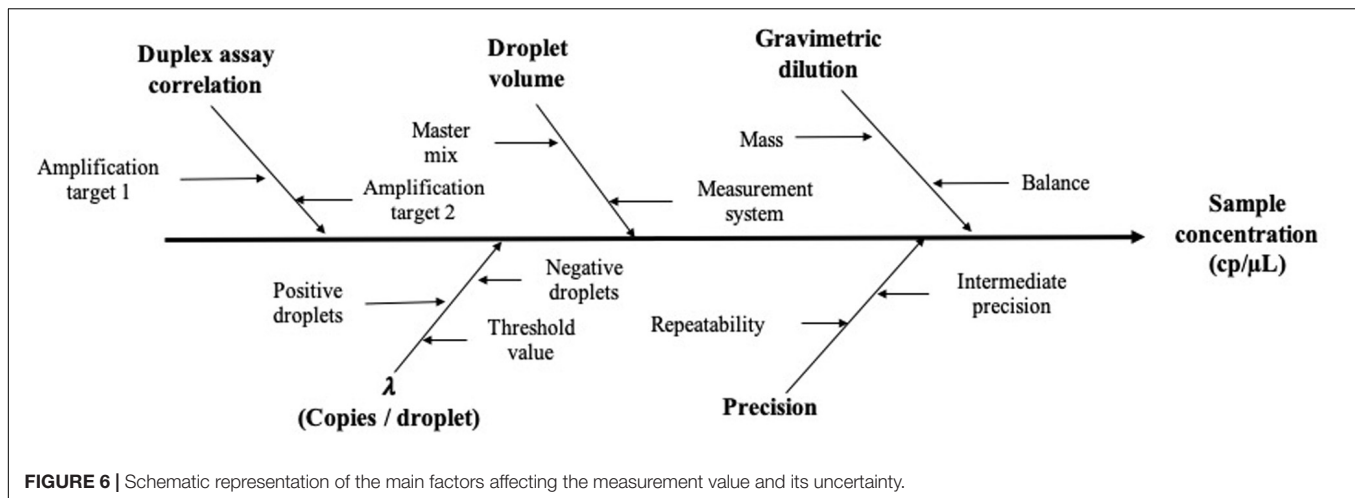 Duplex assay
correlation
Droplet
volume
Gravimetric
dilution
Amplification
target 1
Amplification
target 2
Master
mix
Measurement
system
Mass
Balance
Sample
concentration
(cp/µL)
Positive
droplets
Negative
droplets
Threshold
value
λ
(Copies / droplet)
Repeatability
Intermediate
precision
Precision
FIGURE 6 | Schematic representation of the main factors affecting the measurement value and its uncertainty.